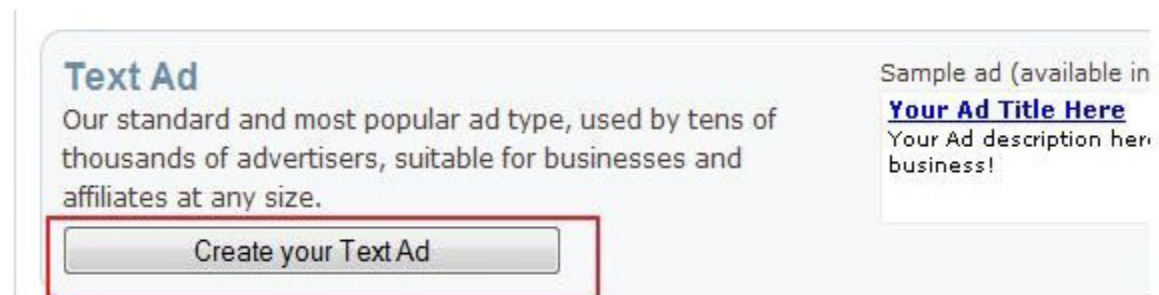 Text Ad
Our standard and most popular ad type, used by tens of
thousands of advertisers, suitable for businesses and
affiliates at any size.
Create your Text Ad
Sample ad (available in
Your Ad Title Here
Your Ad description here
business!